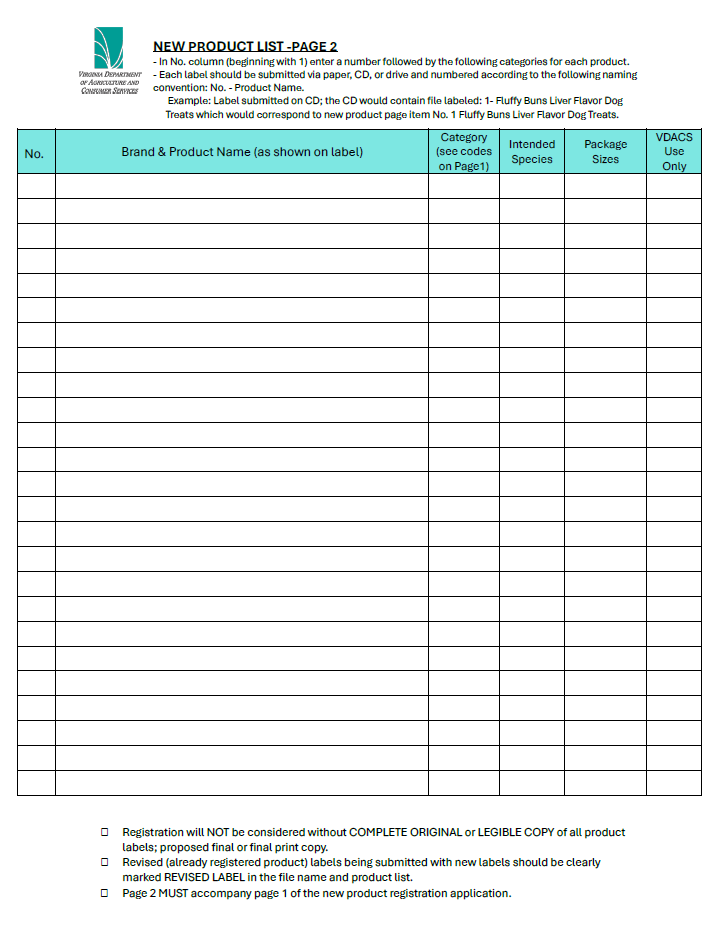 VIRGINIA DEPARTMENT
OF AGRICULTURE AND
CONSUMER SERVICES
NEW PRODUCT LIST -PAGE 2
- In No. column (beginning with 1) enter a number followed by the following categories for each product.
- Each label should be submitted via paper, CD, or drive and numbered according to the following naming
convention: No. - Product Name.
Example: Label submitted on CD; the CD would contain file labeled: 1- Fluffy Buns Liver Flavor Dog
Treats which would correspond to new product page item No. 1 Fluffy Buns Liver Flavor Dog Treats.
No.
Brand & Product Name (as shown on label)
Category
(see codes
on Page1)
Intended
Species
Package
Sizes
VDACS
Use
Only
☐ Registration will NOT be considered without COMPLETE ORIGINAL or LEGIBLE COPY of all product
labels; proposed final or final print copy.
☐ Revised (already registered product) labels being submitted with new labels should be clearly
marked REVISED LABEL in the file name and product list.
☐ Page 2 MUST accompany page 1 of the new product registration application.